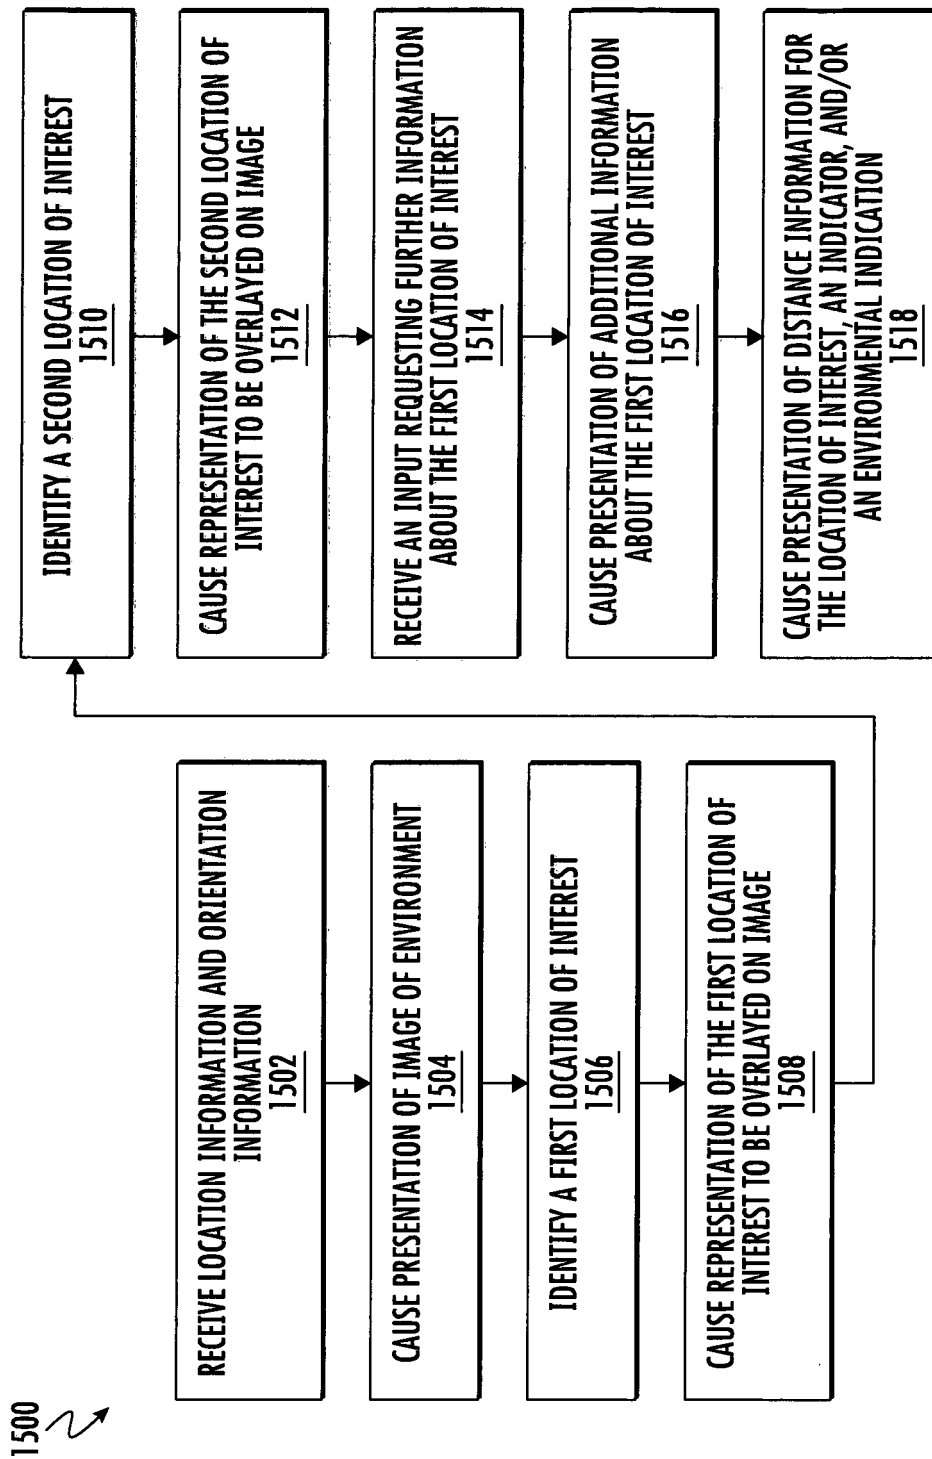 1500
RECEIVE LOCATION INFORMATION AND ORIENTATION
INFORMATION
1502
CAUSE PRESENTATION OF IMAGE OF ENVIRONMENT
1504
IDENTIFY A FIRST LOCATION OF INTEREST
1506
CAUSE REPRESENTATION OF THE FIRST LOCATION OF
INTEREST TO BE OVERLAYED ON IMAGE
1508
IDENTIFY A SECOND LOCATION OF INTEREST
1510
CAUSE REPRESENTATION OF THE SECOND LOCATION OF
INTEREST TO BE OVERLAYED ON IMAGE
1512
RECEIVE AN INPUT REQUESTING FURTHER INFORMATION
ABOUT THE FIRST LOCATION OF INTEREST
1514
CAUSE PRESENTATION OF ADDITIONAL INFORMATION
ABOUT THE FIRST LOCATION OF INTEREST
1516
CAUSE PRESENTATION OF DISTANCE INFORMATION FOR
THE LOCATION OF INTEREST, AN INDICATOR, AND/OR
AN ENVIRONMENTAL INDICATION
1518